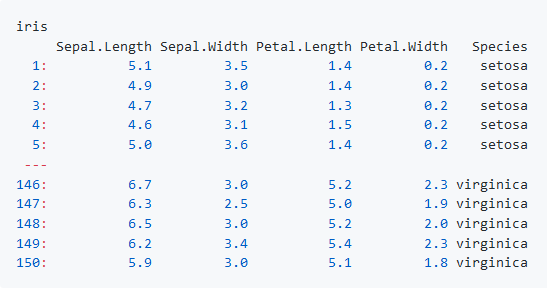 iris
Sepal.Length Sepal.Width Petal.Length Petal.Width Species
1: 5.1 3.5 1.4 0.2 setosa
2: 4.9 3.0 1.4 0.2 setosa
3: 4.7 3.2 1.3 0.2 setosa
4: 4.6 3.1 1.5 0.2 setosa
5: 5.0 3.6 1.4 0.2 setosa
---
146: 6.7 3.0 5.2 2.3 virginica
147: 6.3 2.5 5.0 1.9 virginica
148: 6.5 3.0 5.2 2.0 virginica
149: 6.2 3.4 5.4 2.3 virginica
150: 5.9 3.0 5.1 1.8 virginica